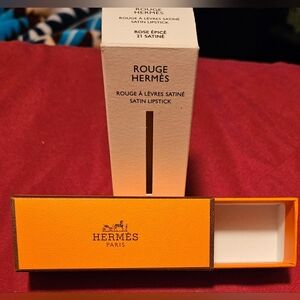 ROUGE
HERMÈS
ROUGE À LÈVRES SATINÉ
SATIN LIPSTICK
ROSE ÉPICÉ
21 SATINÉ
ROUGE
HERMÈS
ROUGE À LÈVRES SATINÉ
SATIN LIPSTICK
HERMÈS
PARIS